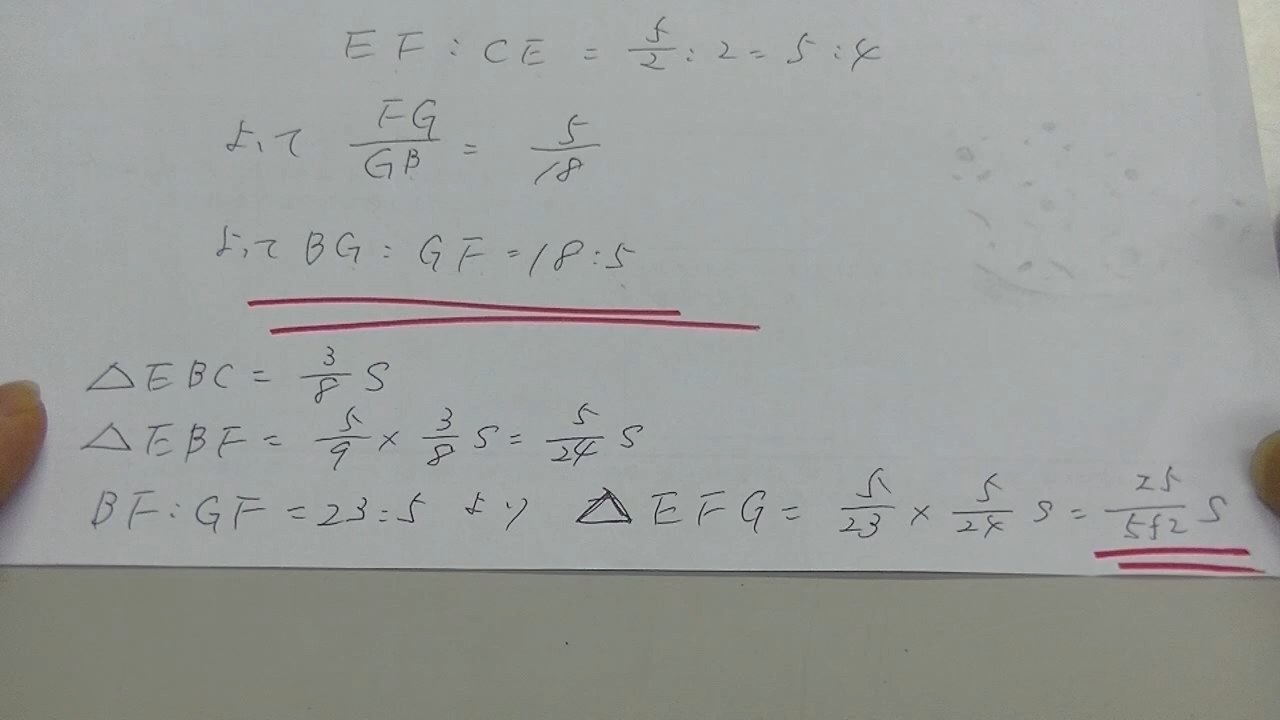 EF : CE = 5/2 : 2 = 5 : 4
よって FG/GB = 5/18
よって BG : GF = 18 : 5
△EBC = 3/8 S
△EBF = 5/9 × 3/8 S = 5/24 S
BF : GF = 23 : 5 より △EFG = 5/23 × 5/24 S = 25/552 S